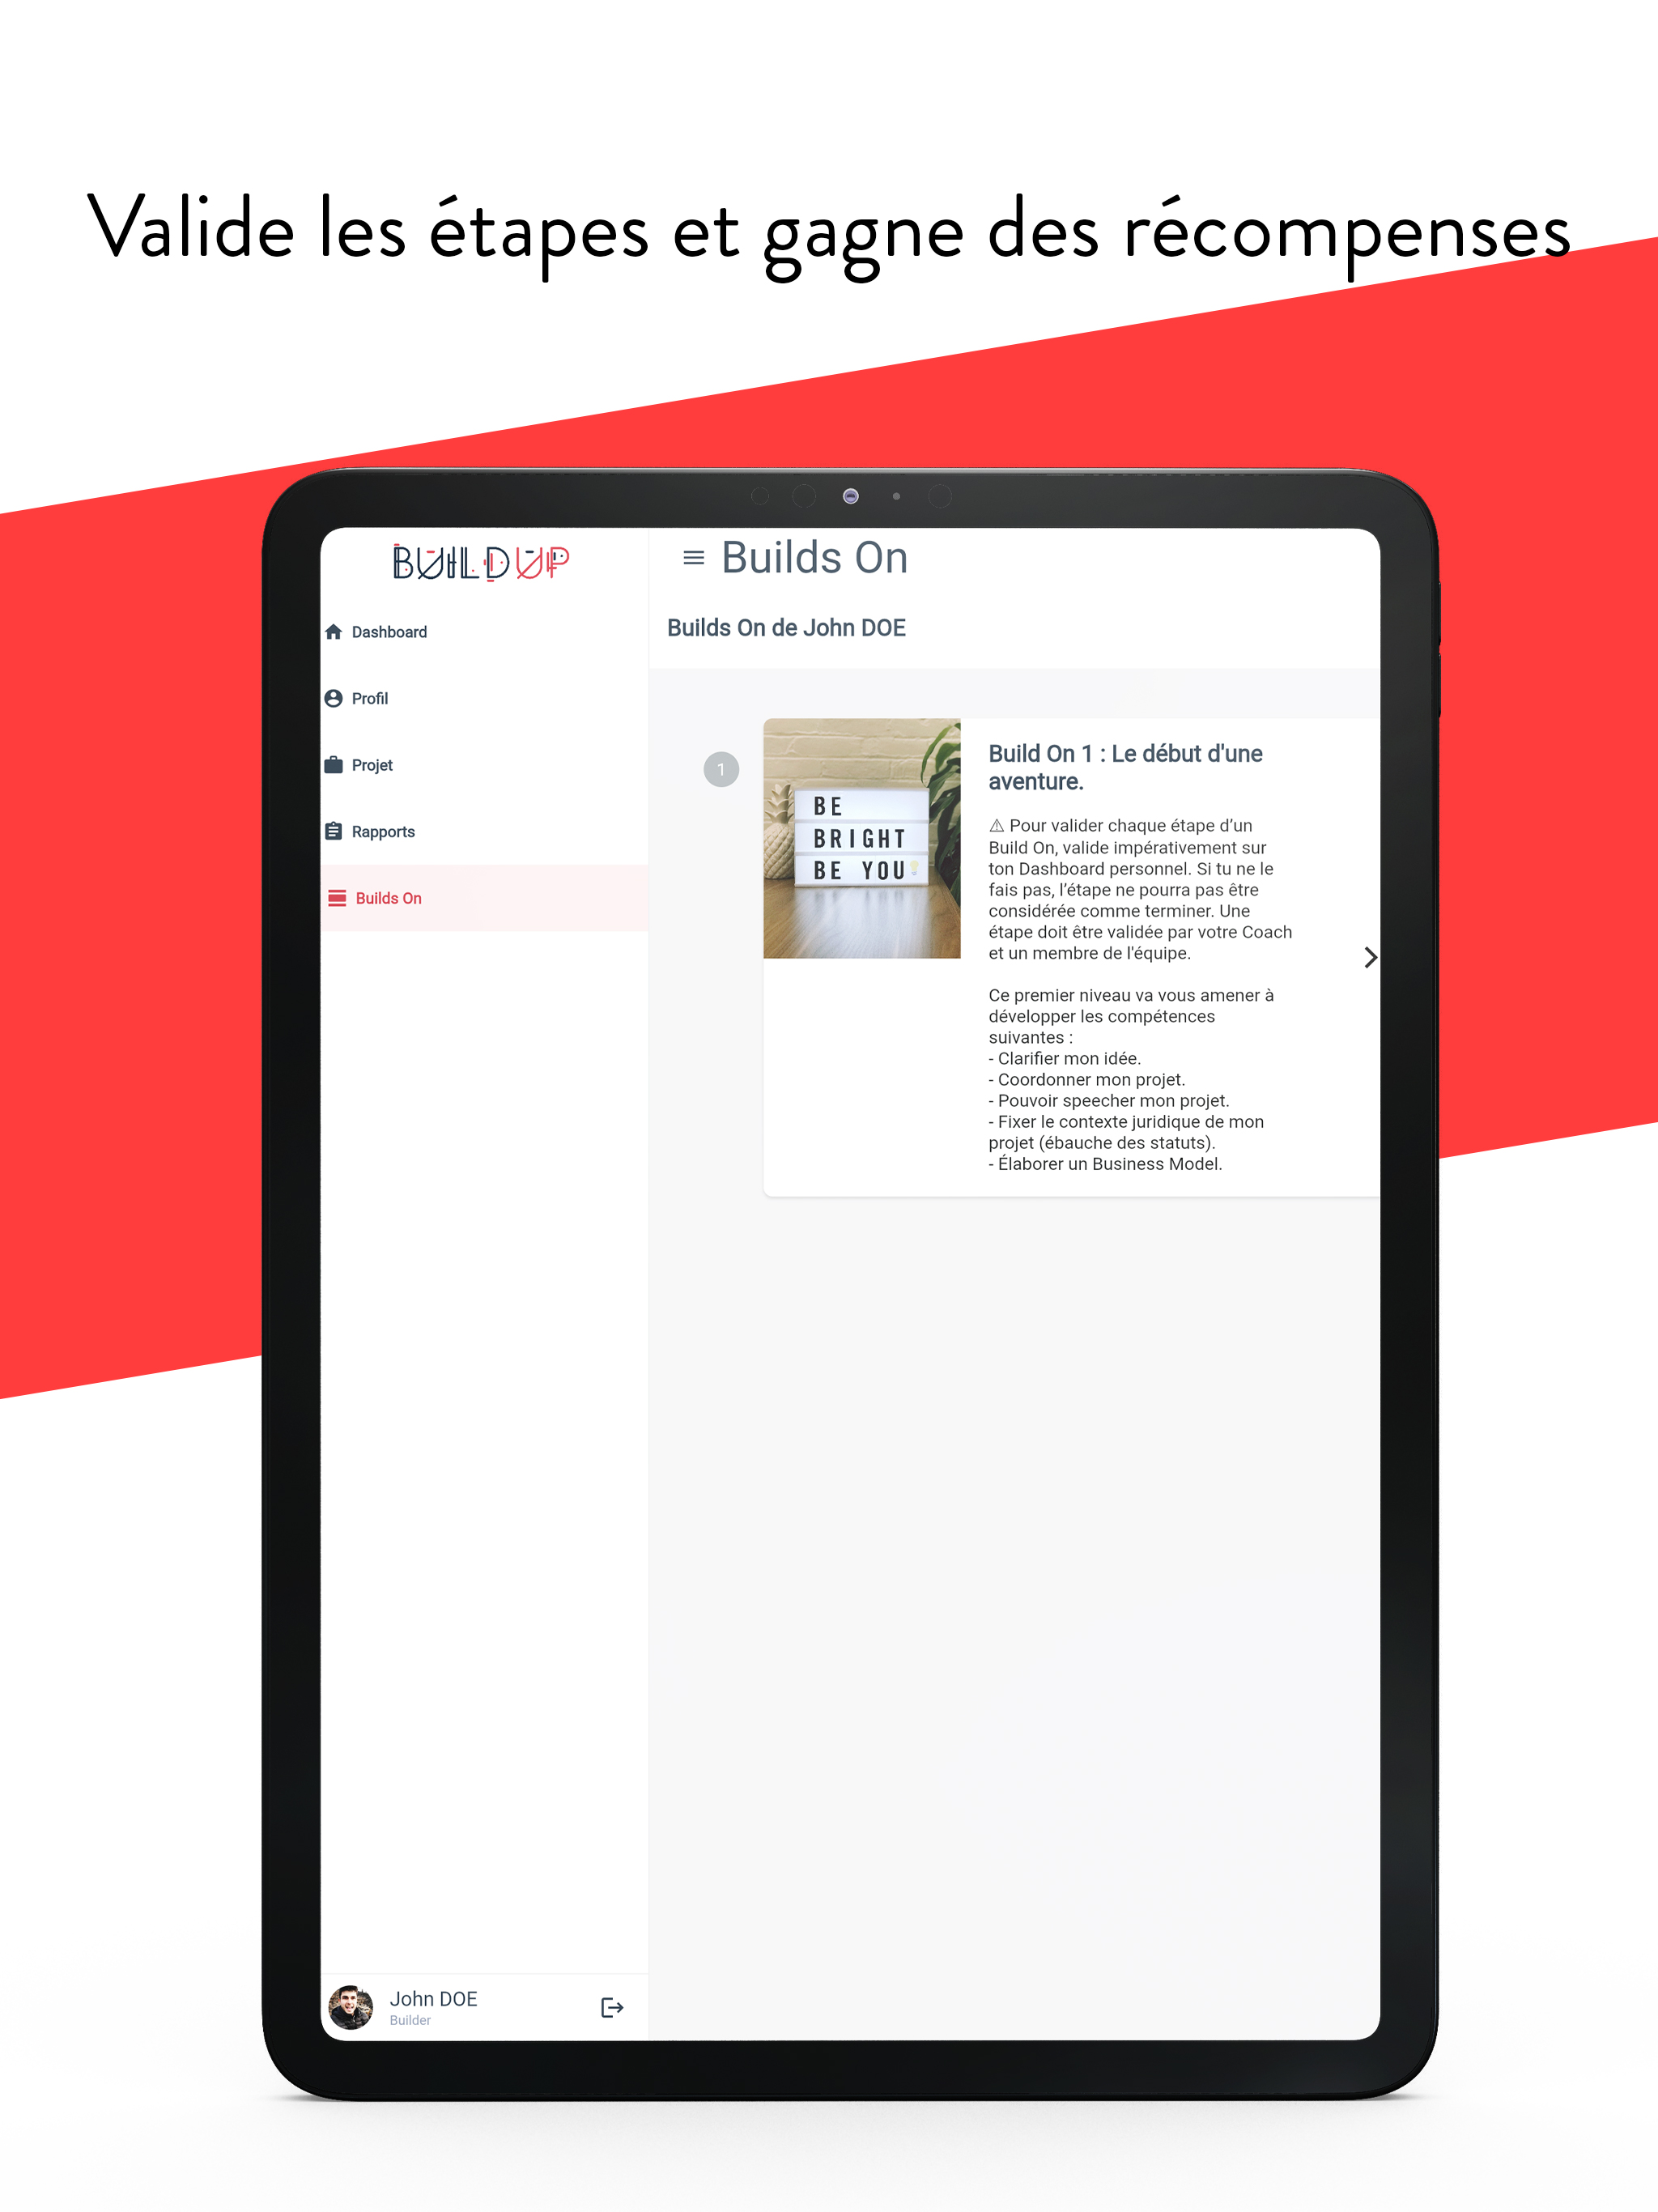 Valide les étapes et gagne des récompenses
BUILDUP
Dashboard
Profil
Projet
Rapports
Builds On
John DOE
Builder
Builds On
Builds On de John DOE
1
BE
BRIGHT
BE YOU
Build On 1 : Le début d'une
aventure.
⚠ Pour valider chaque étape d’un
Build On, valide impérativement sur
ton Dashboard personnel. Si tu ne le
fais pas, l’étape ne pourra pas être
considérée comme terminer. Une
étape doit être validée par votre Coach
et un membre de l'équipe.
Ce premier niveau va vous amener à
développer les compétences
suivantes :
- Clarifier mon idée.
- Coordonner mon projet.
- Pouvoir speecher mon projet.
- Fixer le contexte juridique de mon
projet (ébauche des statuts).
- Élaborer un Business Model.